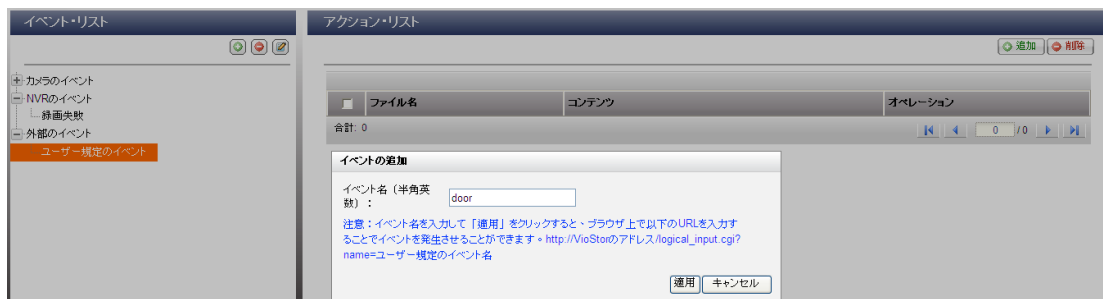 イベント・リスト
アクション・リスト
追加 削除
カメラのイベント
NVRのイベント
錄画失敗
外部のイベント
ユーザー規定のイベント
ファイル名 コンテンツ オペレーション
合計: 0
0 / 0
イベントの追加
イベント名（半角英
数）：
door
注意：イベント名を入力して「適用」をクリックすると、ブラウザ上で以下のURLを入力す
ることでイベントを発生させることができます。http://VioStorのアドレス/logical_input.cgi?
name=ユーザー規定のイベント名
適用 キャンセル